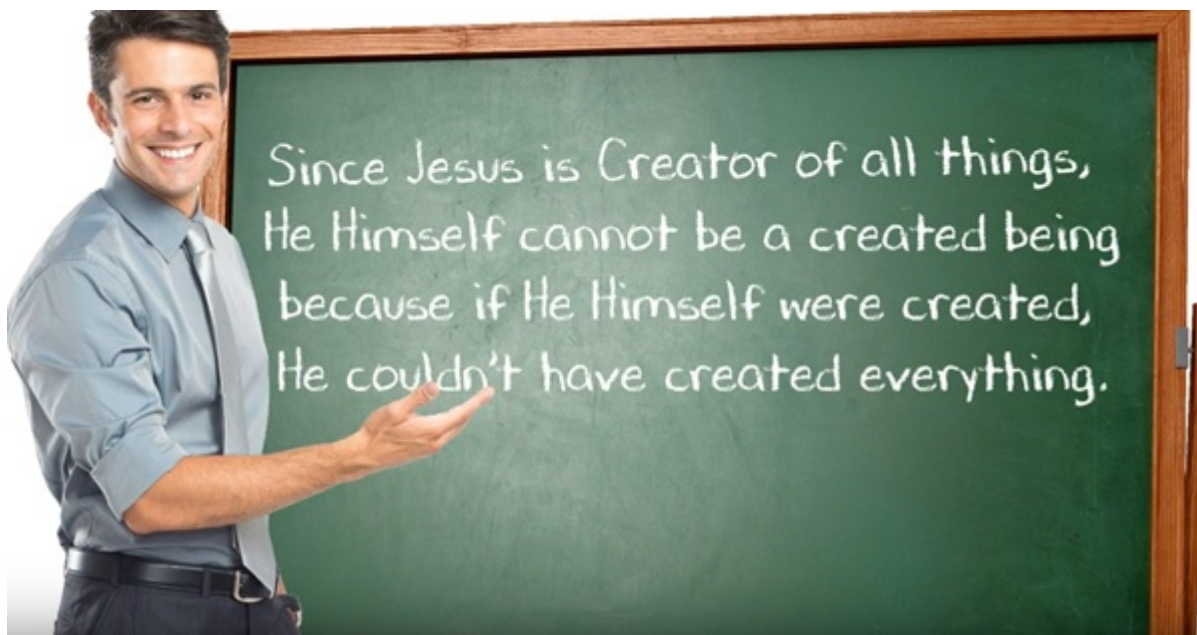 Since Jesus is Creator of all things,
He Himself cannot be a created being
because if He Himself were created,
He couldn't have created everything.